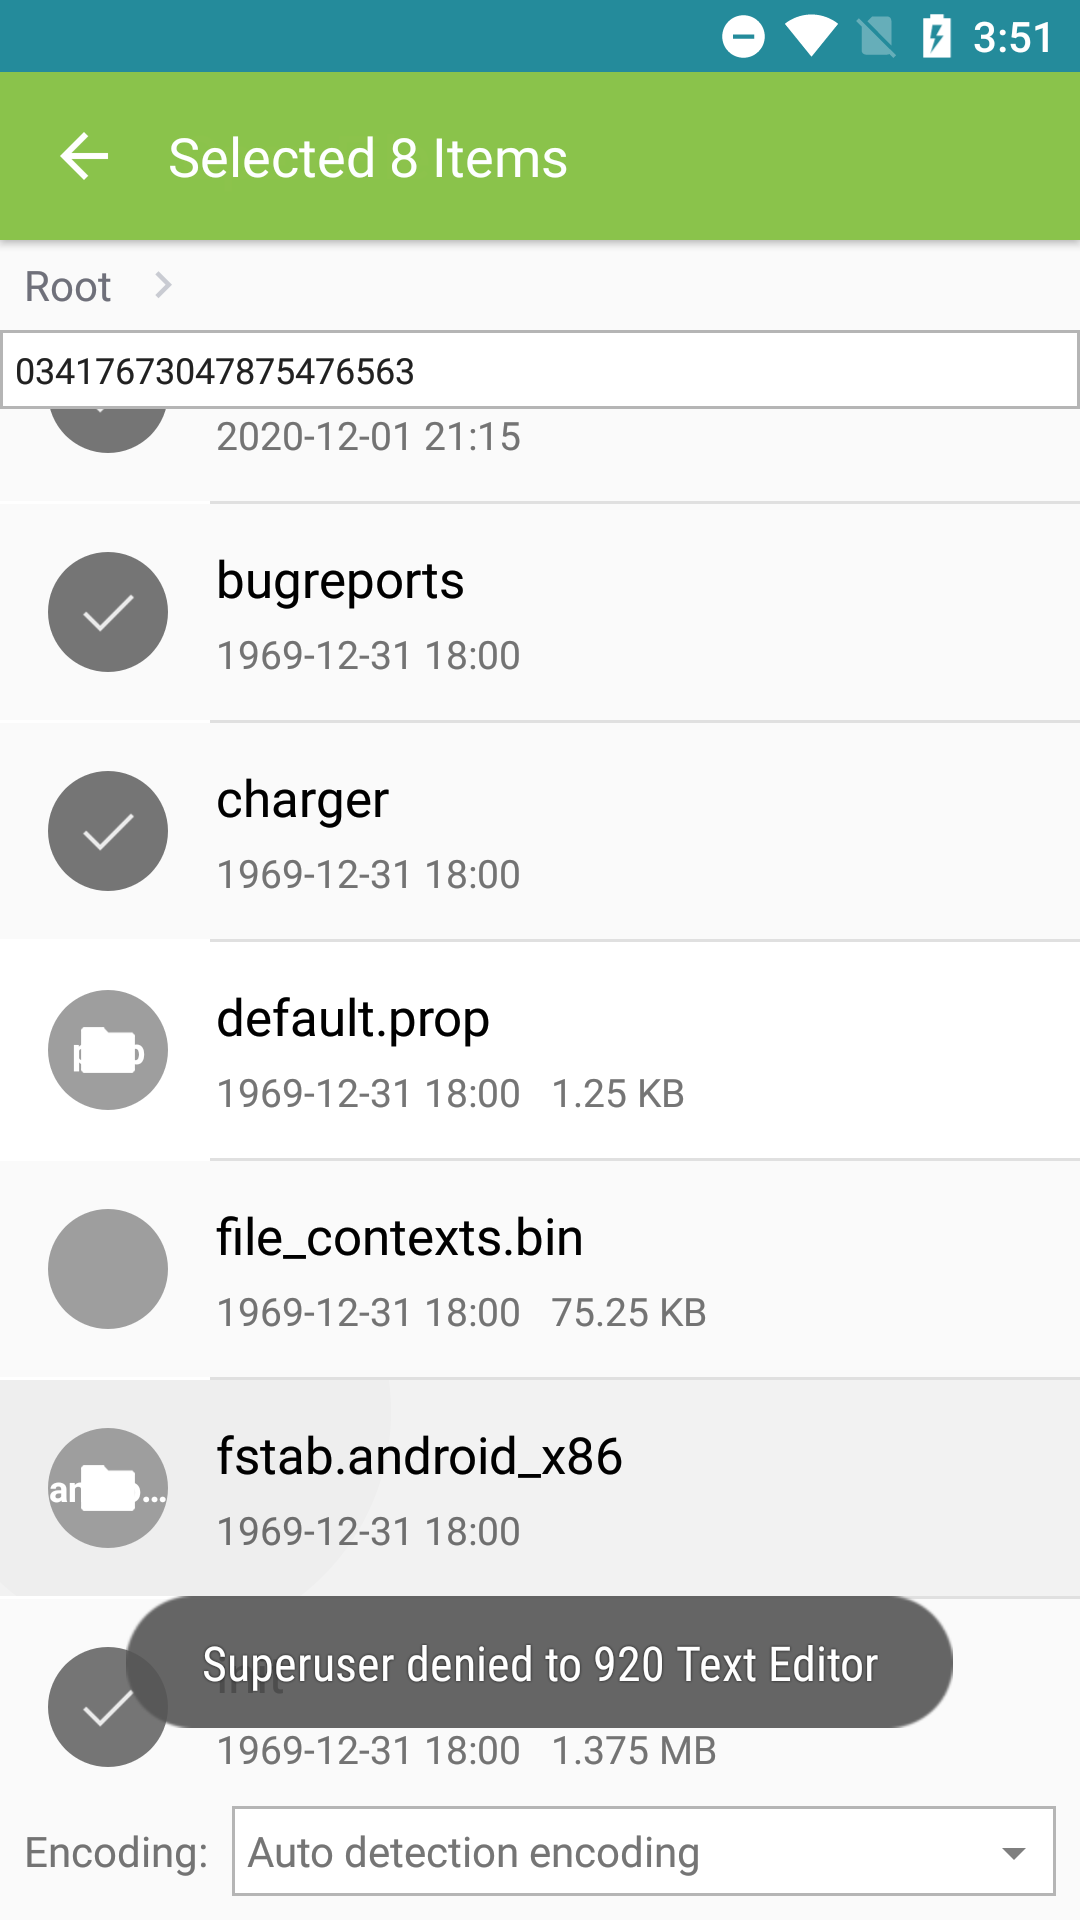 3:51
Selected 8 Items
Root
03417673047875476563
2020-12-01 21:15
bugreports
1969-12-31 18:00
charger
1969-12-31 18:00
default.prop
1969-12-31 18:00 1.25 KB
file_contexts.bin
1969-12-31 18:00 75.25 KB
fstab.android_x86
1969-12-31 18:00
Superuser denied to 920 Text Editor
1969-12-31 18:00 1.375 MB
Encoding: Auto detection encoding